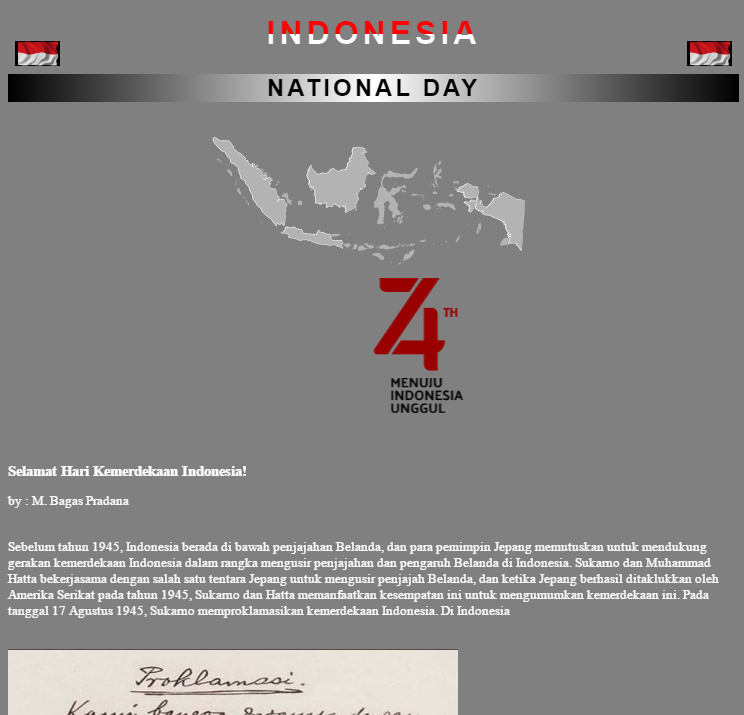 INDONESIA
NATIONAL DAY
74TH
MENUJU
INDONESIA
UNGGUL
Selamat Hari Kemerdekaan Indonesia!
by : M. Bagas Pradana
Sebelum tahun 1945, Indonesia berada di bawah penjajahan Belanda, dan para pemimpin Jepang memutuskan untuk mendukung
gerakan kemerdekaan Indonesia dalam rangka mengusir penjajahan dan pengaruh Belanda di Indonesia. Sukarno dan Muhammad
Hatta bekerjasama dengan salah satu tentara Jepang untuk mengusir penjajah Belanda, dan ketika Jepang berhasil ditaklukkan oleh
Amerika Serikat pada tahun 1945, Sukarno dan Hatta memanfaatkan kesempatan ini untuk mengumumkan kemerdekaan ini. Pada
tanggal 17 Agustus 1945, Sukarno memproklamasikan kemerdekaan Indonesia. Di Indonesia
Proklamasi.
Kami